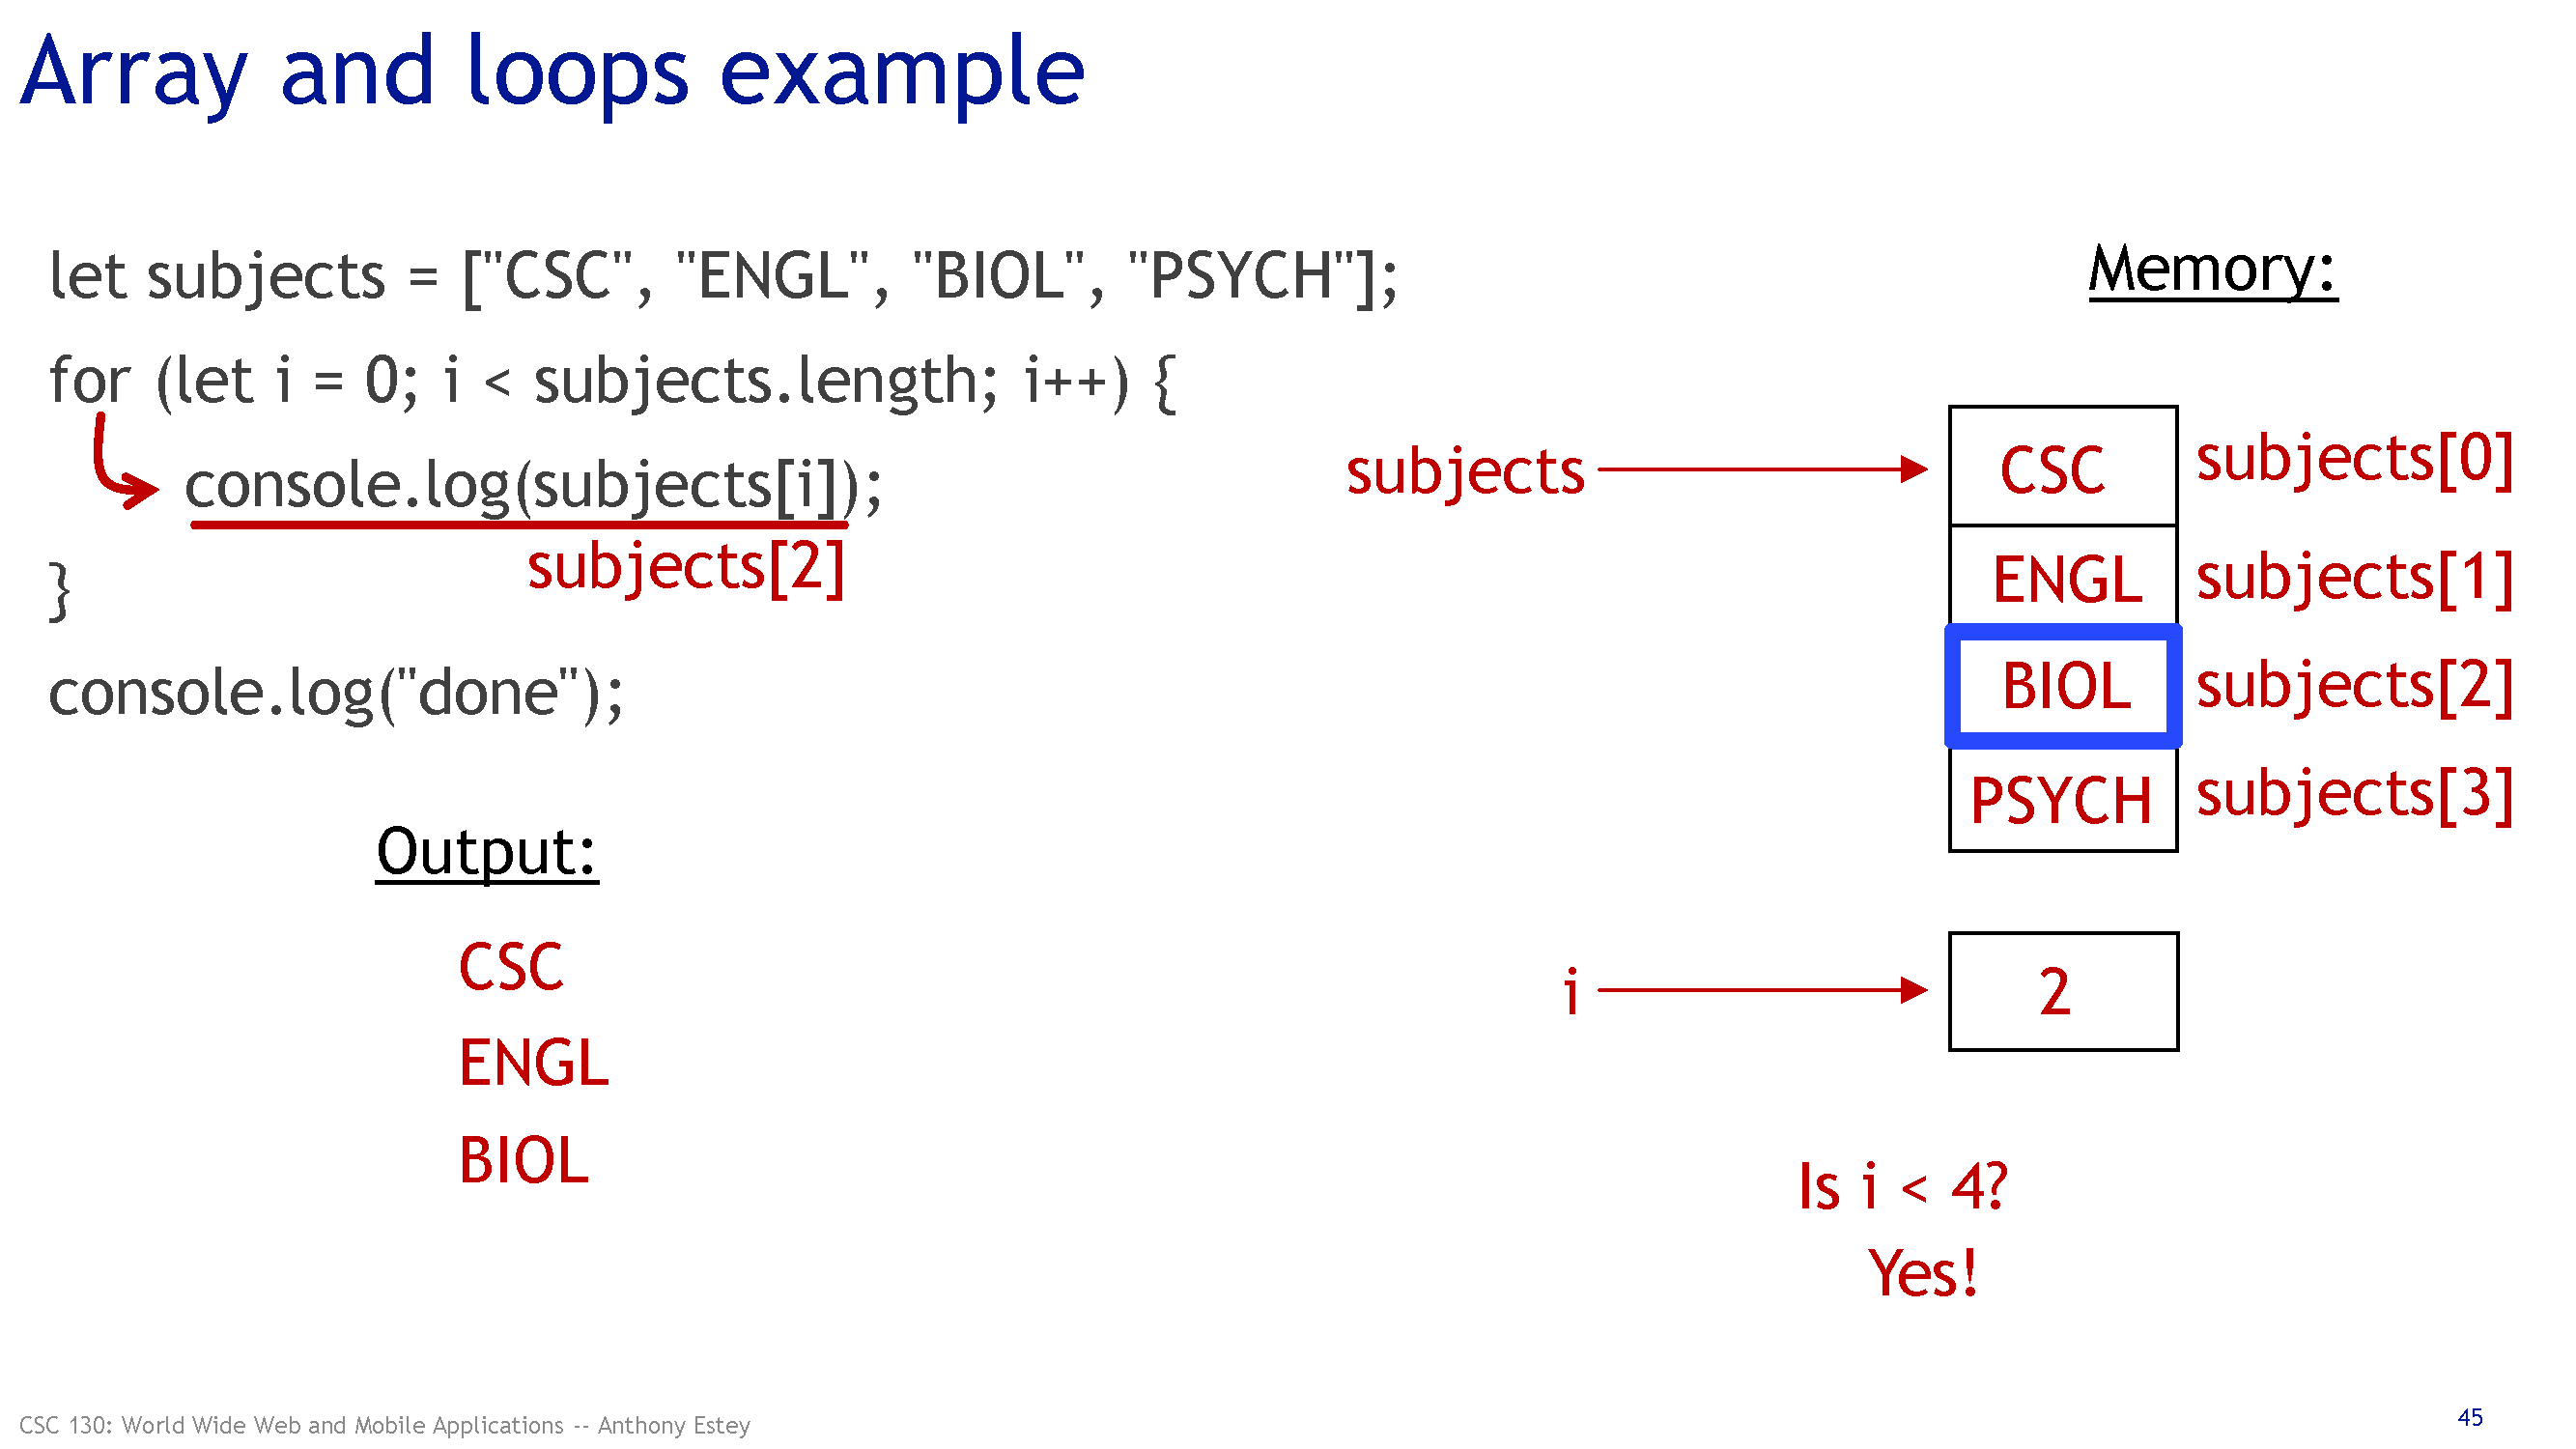 Array and loops example
let subjects = ["CSC", "ENGL", "BIOL", "PSYCH"];
for (let i = 0; i < subjects.length; i++) {
console.log(subjects[i]);
subjects[2]
}
console.log("done");
Output:
CSC
ENGL
BIOL
Memory:
subjects
CSC
subjects[0]
ENGL
subjects[1]
BIOL
subjects[2]
PSYCH
subjects[3]
i
2
Is i < 4?
Yes!
CSC 130: World Wide Web and Mobile Applications -- Anthony Estey
45